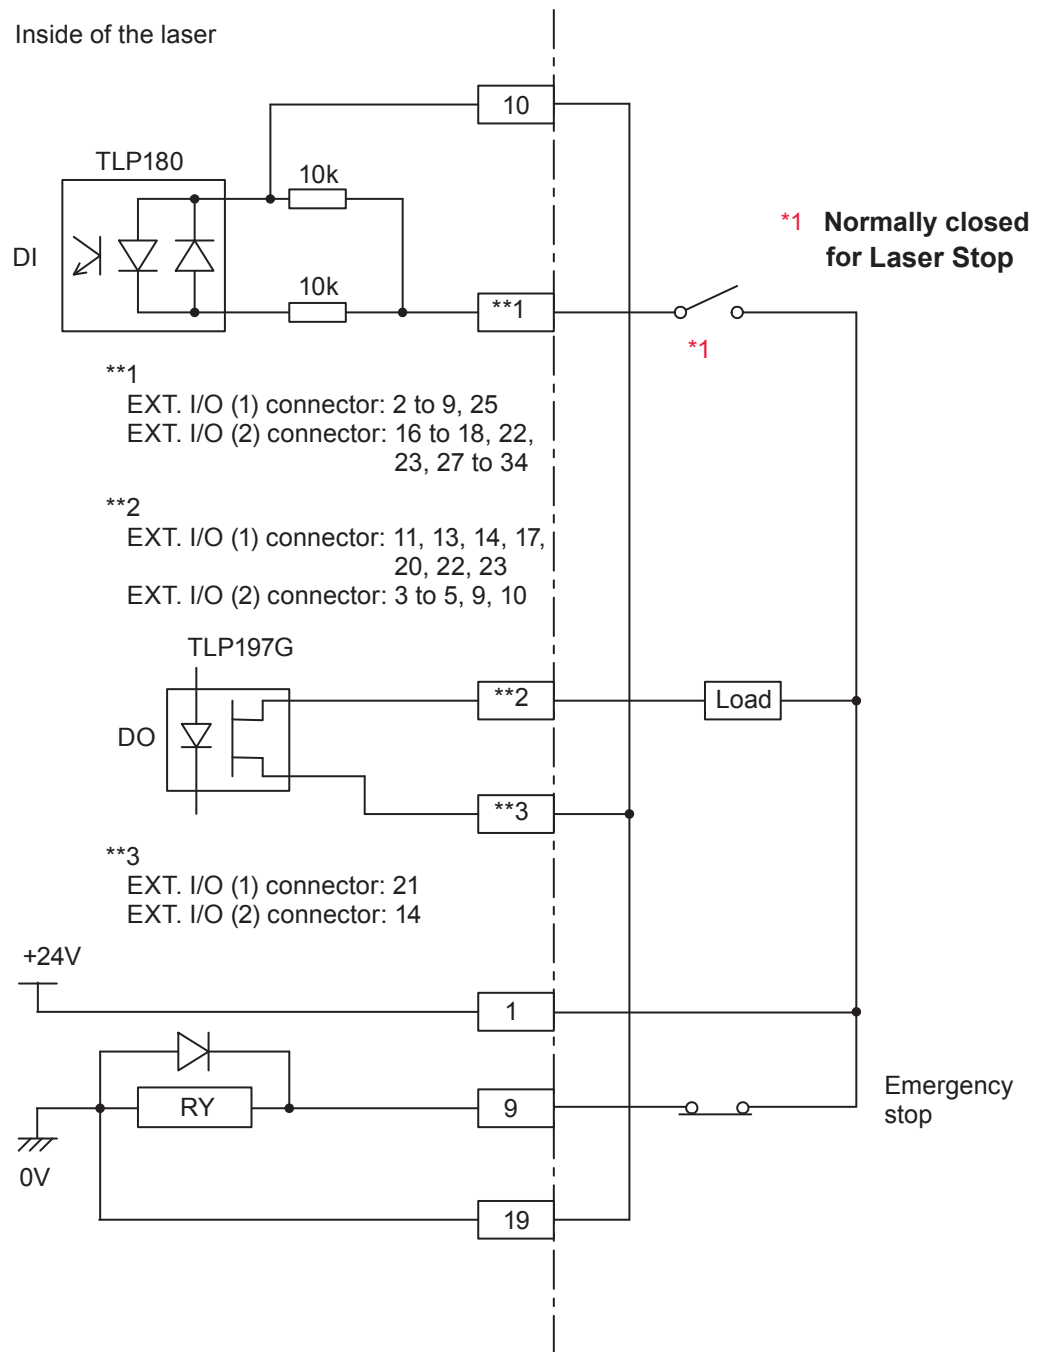 Inside of the laser
10
TLP180
10k
*1 Normally closed
for Laser Stop
DI
10k
**1
*1
**1
EXT. I/O (1) connector: 2 to 9, 25
EXT. I/O (2) connector: 16 to 18, 22,
23, 27 to 34
**2
EXT. I/O (1) connector: 11, 13, 14, 17,
20, 22, 23
EXT. I/O (2) connector: 3 to 5, 9, 10
TLP197G
**2
Load
DO
**3
**3
EXT. I/O (1) connector: 21
EXT. I/O (2) connector: 14
+24V
1
RY
9
Emergency
stop
0V
19